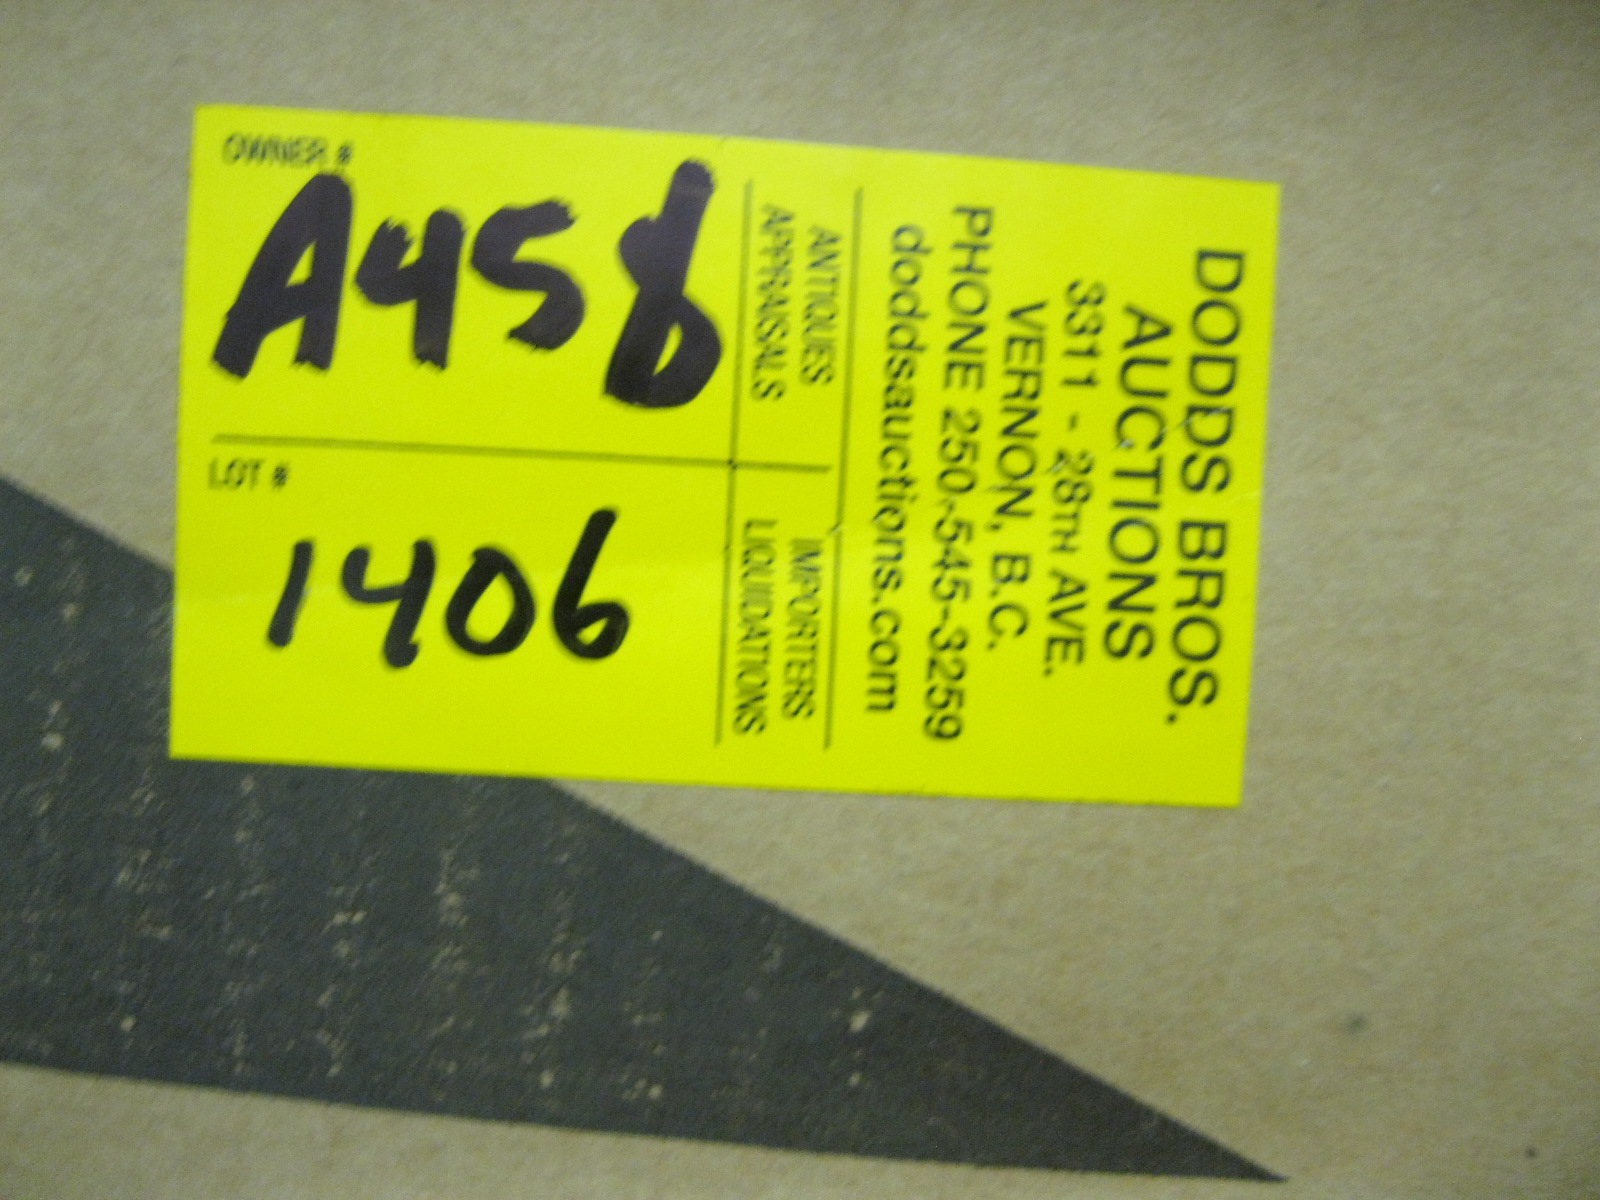 OWNER #
A458
LOT #
1406
DODDS BROS.
AUCTIONS
3311 - 28TH AVE.
VERNON, B.C.
PHONE 250-545-3259
doddsauctions.com
ANTIQUES
APPRAISALS
IMPORTERS
LIQUIDATIONS